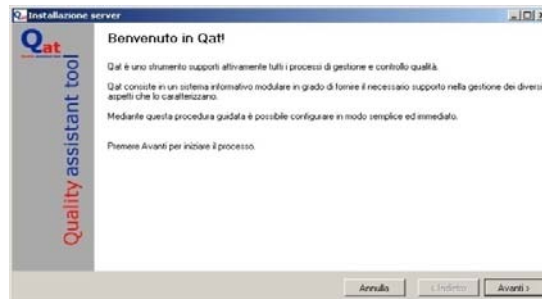 Installazione server
Qat
Quality assistant tool
Benvenuto in Qat!
Qat è uno strumento supporti attivamente tutti i processi di gestione e controllo qualità.
Qat consiste in un sistema informativo modulare in grado di fornire il necessario supporto nella gestione dei diversi
aspetti che lo caratterizzano.
Mediante questa procedura guidata è possibile configurare in modo semplice ed immediato.
Premere Avanti per iniziare il processo.
Annulla
< Indietro
Avanti >